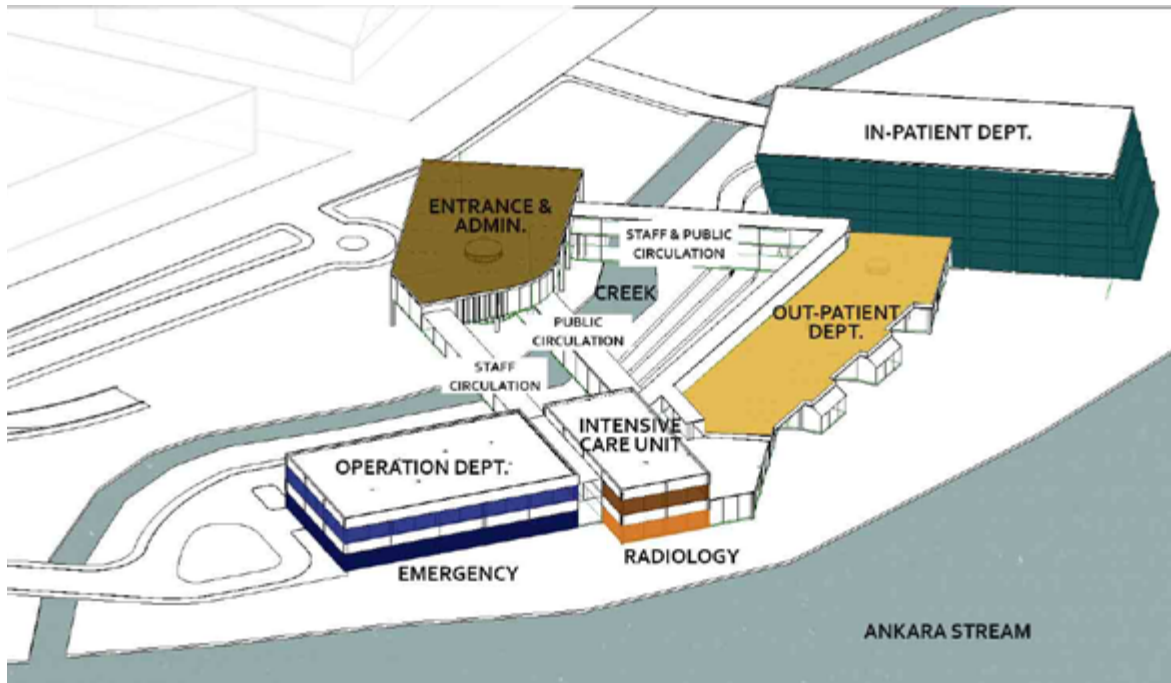 IN-PATIENT DEPT.
ENTRANCE &
ADMIN.
STAFF & PUBLIC
CIRCULATION
CREEK
OUT-PATIENT
DEPT.
PUBLIC
CIRCULATION
STAFF
CIRCULATION
INTENSIVE
CARE UNIT
OPERATION DEPT.
RADIOLOGY
EMERGENCY
ANKARA STREAM